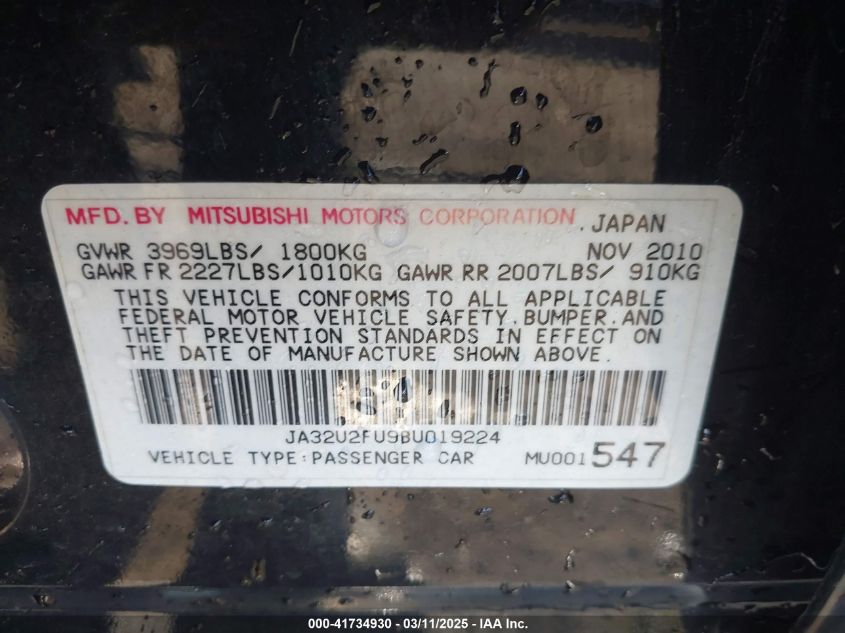 MFD. BY MITSUBISHI MOTORS CORPORATION, JAPAN
GVWR 3969LBS/ 1800KG NOV 2010
GAWR FR 2227LBS/1010KG GAWR RR 2007LBS/ 910KG
THIS VEHICLE CONFORMS TO ALL APPLICABLE
FEDERAL MOTOR VEHICLE SAFETY, BUMPER, AND
THEFT PREVENTION STANDARDS IN EFFECT ON
THE DATE OF MANUFACTURE SHOWN ABOVE.
JA32U2FU9BU019224
VEHICLE TYPE:PASSENGER CAR MU001547
000-41734930 - 03/11/2025 - IAA Inc.